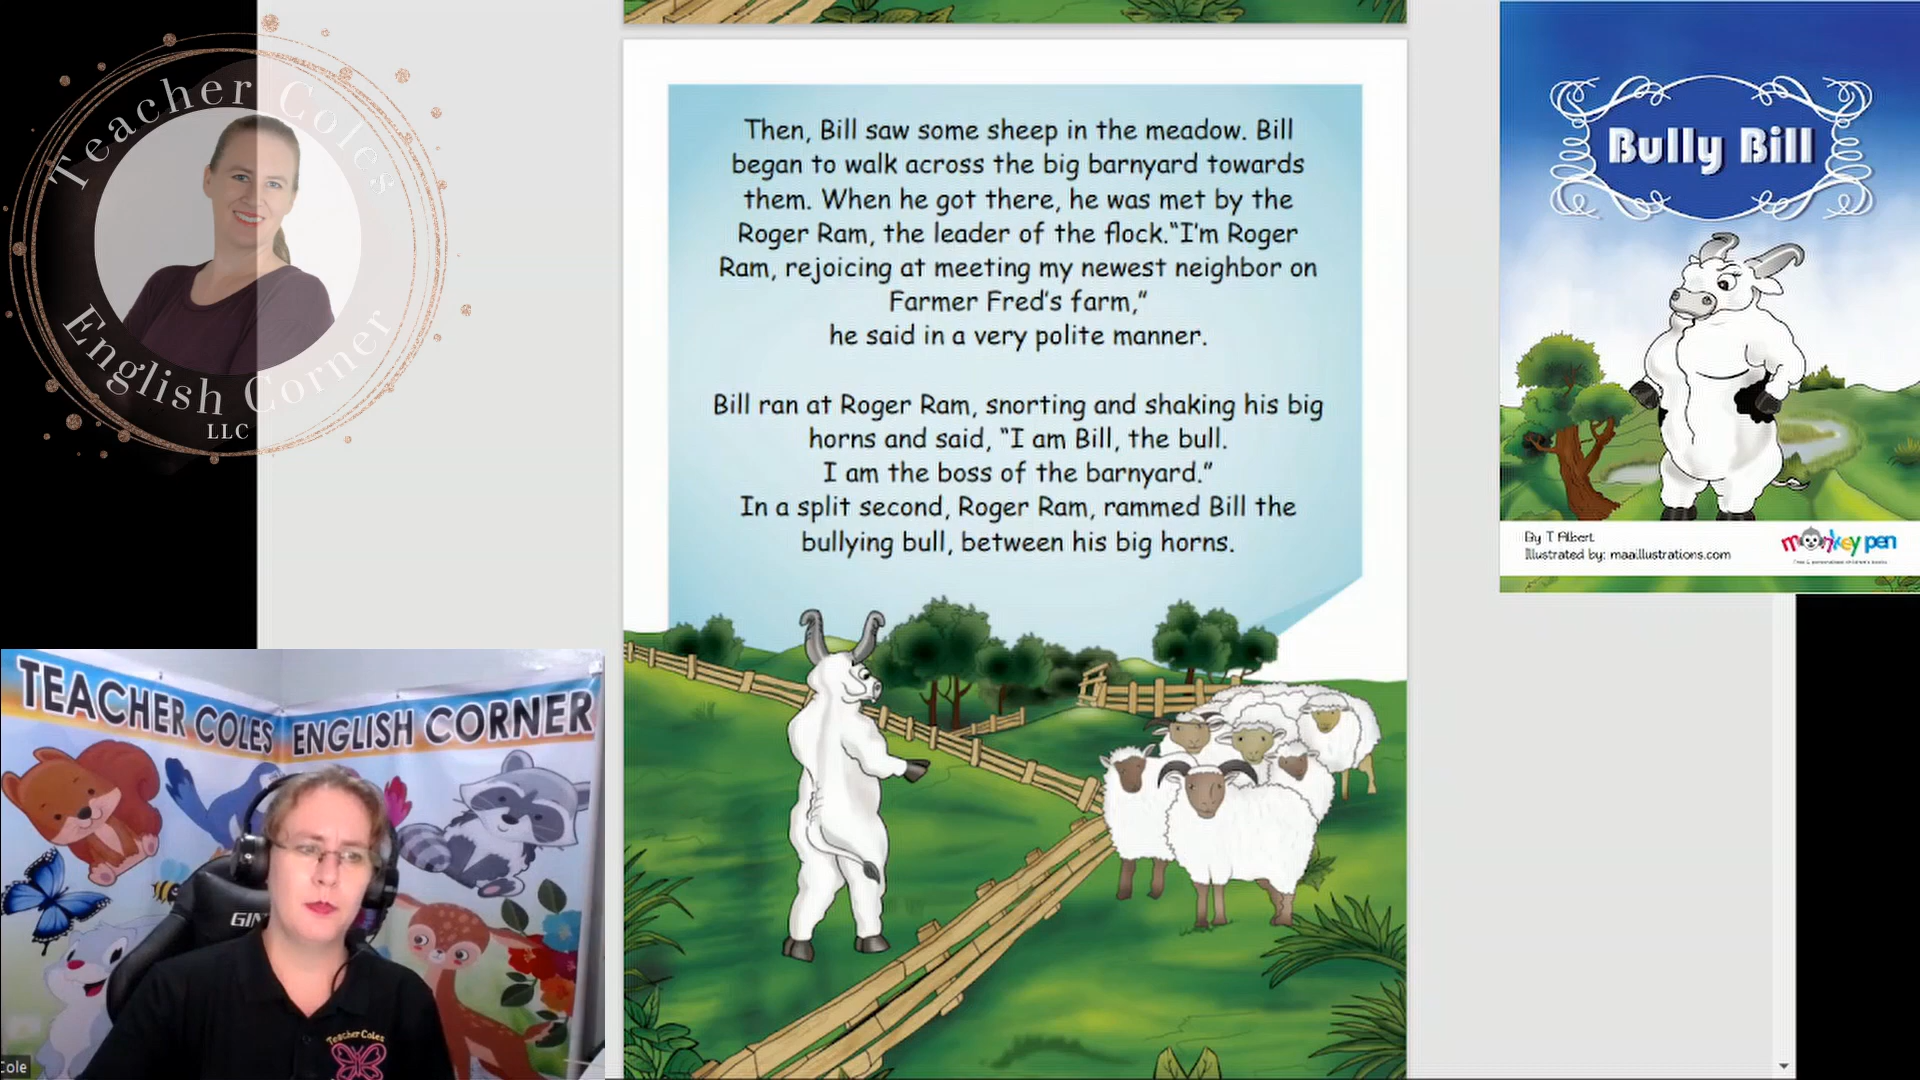 Teacher Coles
English Corner
LLC
Then, Bill saw some sheep in the meadow. Bill
began to walk across the big barnyard towards
them. When he got there, he was met by the
Roger Ram, the leader of the flock.“I’m Roger
Ram, rejoicing at meeting my newest neighbor on
Farmer Fred’s farm,”
he said in a very polite manner.
Bill ran at Roger Ram, snorting and shaking his big
horns and said, “I am Bill, the bull.
I am the boss of the barnyard.”
In a split second, Roger Ram, rammed Bill the
bullying bull, between his big horns.
Bully Bill
By T Albert
Illustrated by: maaillustrations.com
monkey pen
TEACHER COLES ENGLISH CORNER
Teacher Coles
Cole